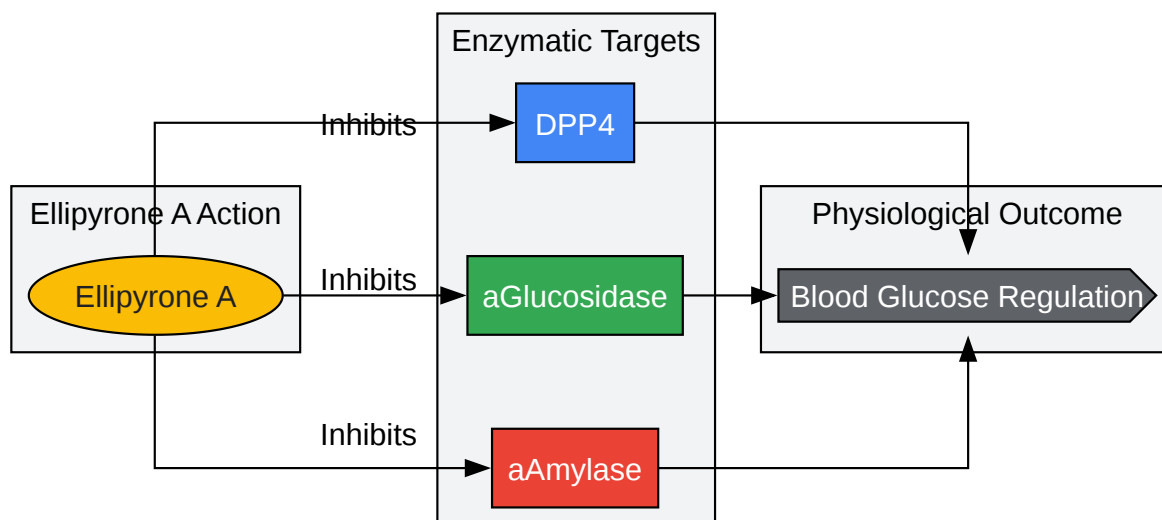 Enzymatic Targets
Inhibits
DPP4
Ellipyrone A Action
Physiological Outcome
Ellipyrone A
Inhibits
aGlucosidase
Blood Glucose Regulation
Inhibits
aAmylase